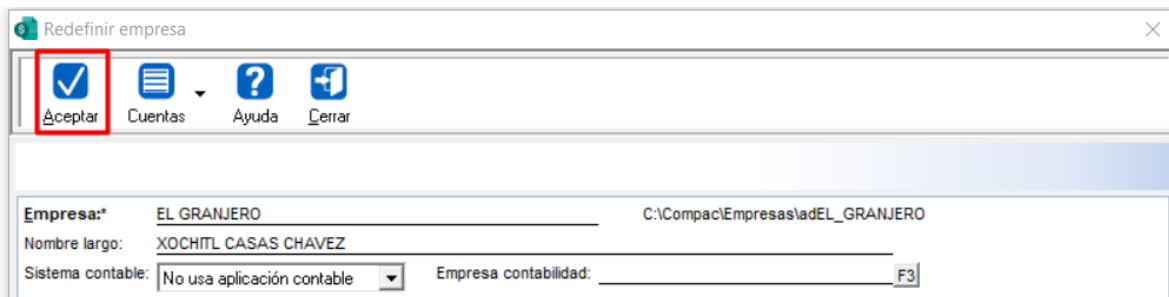 Redefinir empresa
Aceptar Cuentas Ayuda Cerrar
Empresa:* EL GRANJERO C:\Compac\Empresas\adEL_GRANJERO
Nombre largo: XOCHITL CASAS CHAVEZ
Sistema contable: No usa aplicación contable Empresa contabilidad: F3